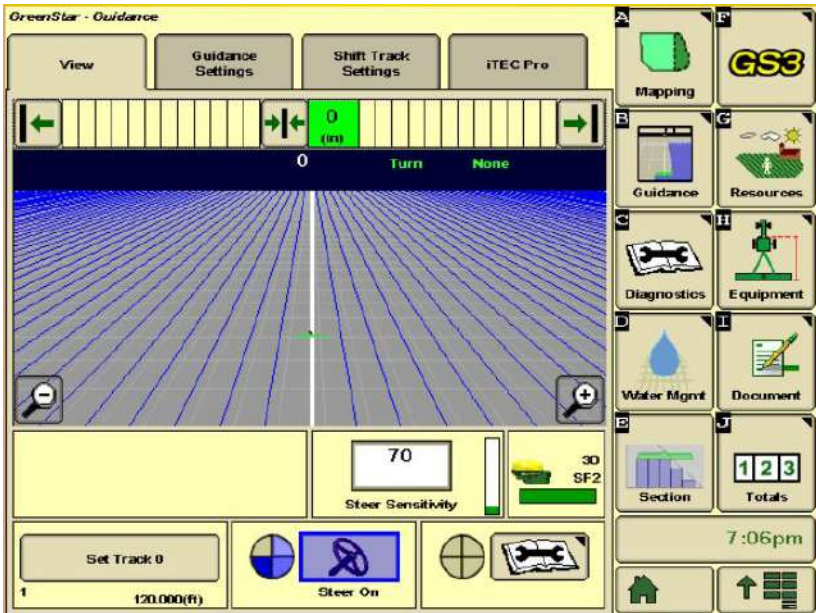 GreenStar - Guidance
View
Guidance
Settings
Shift Track
Settings
iTEC Pro
0
(in)
0 Turn None
70
Steer Sensitivity
3D
SF2
Set Track 0
1 120.000(ft)
Steer On
A
Mapping
F
GS3
B
Guidance
G
Resources
C
Diagnostics
H
Equipment
D
Water Mgmt
I
Document
E
Section
J
1 2 3
Totals
7:06pm